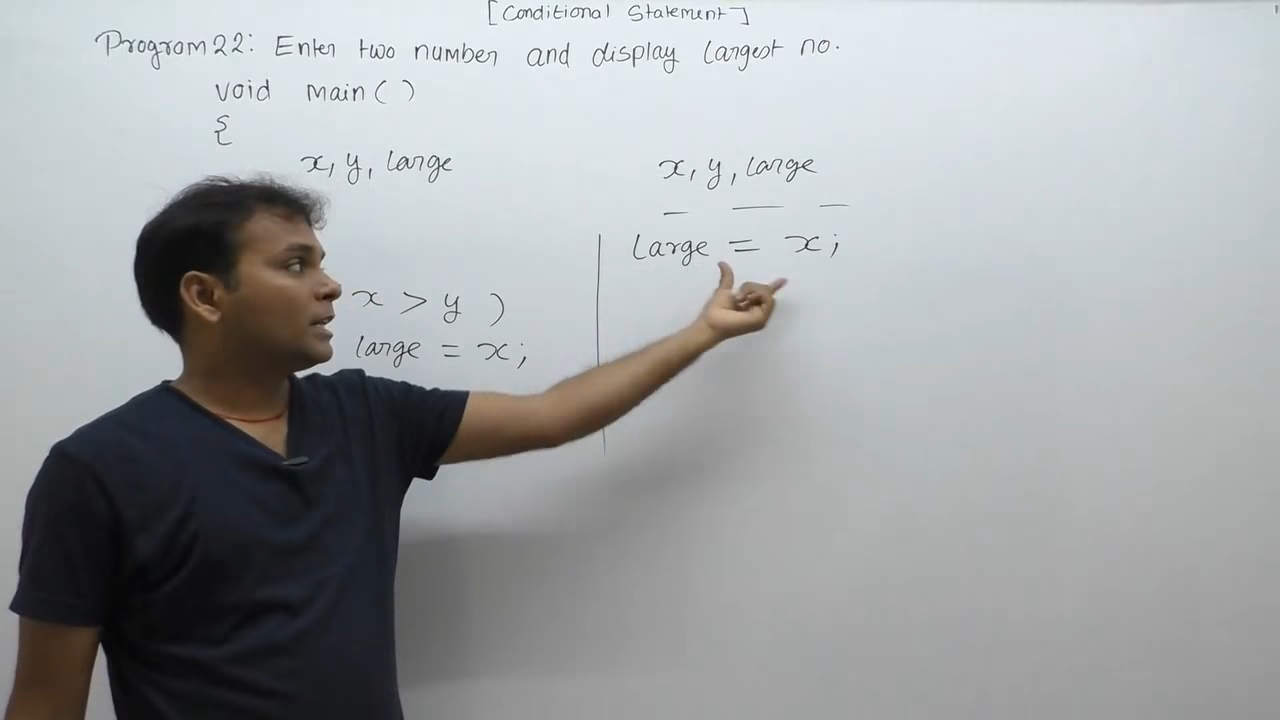 [Conditional Statement]
Program 22: Enter two number and display largest no.
void main( )
{
x, y, large
x > y )
large = x;
x, y, large
large = x;